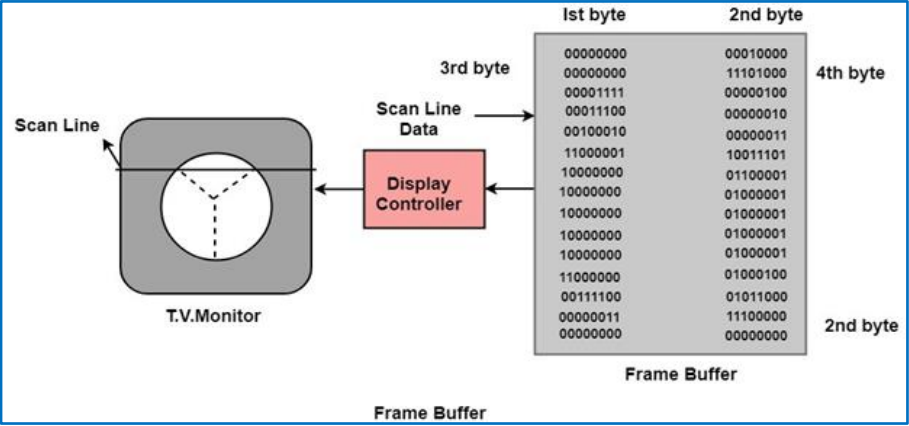 Ist byte 2nd byte
3rd byte
00000000 00010000
00000000 11101000
4th byte
00001111 00000100
Scan Line
Data
00011100 00000010
Scan Line
00100010 00000011
11000001 10011101
10000000 01100001
Display
Controller
10000000 01000001
10000000 01000001
10000000 01000001
10000000 01000001
11000000 01000100
00111100 01011000
T.V.Monitor
00000011 11100000
2nd byte
00000000 00000000
Frame Buffer
Frame Buffer